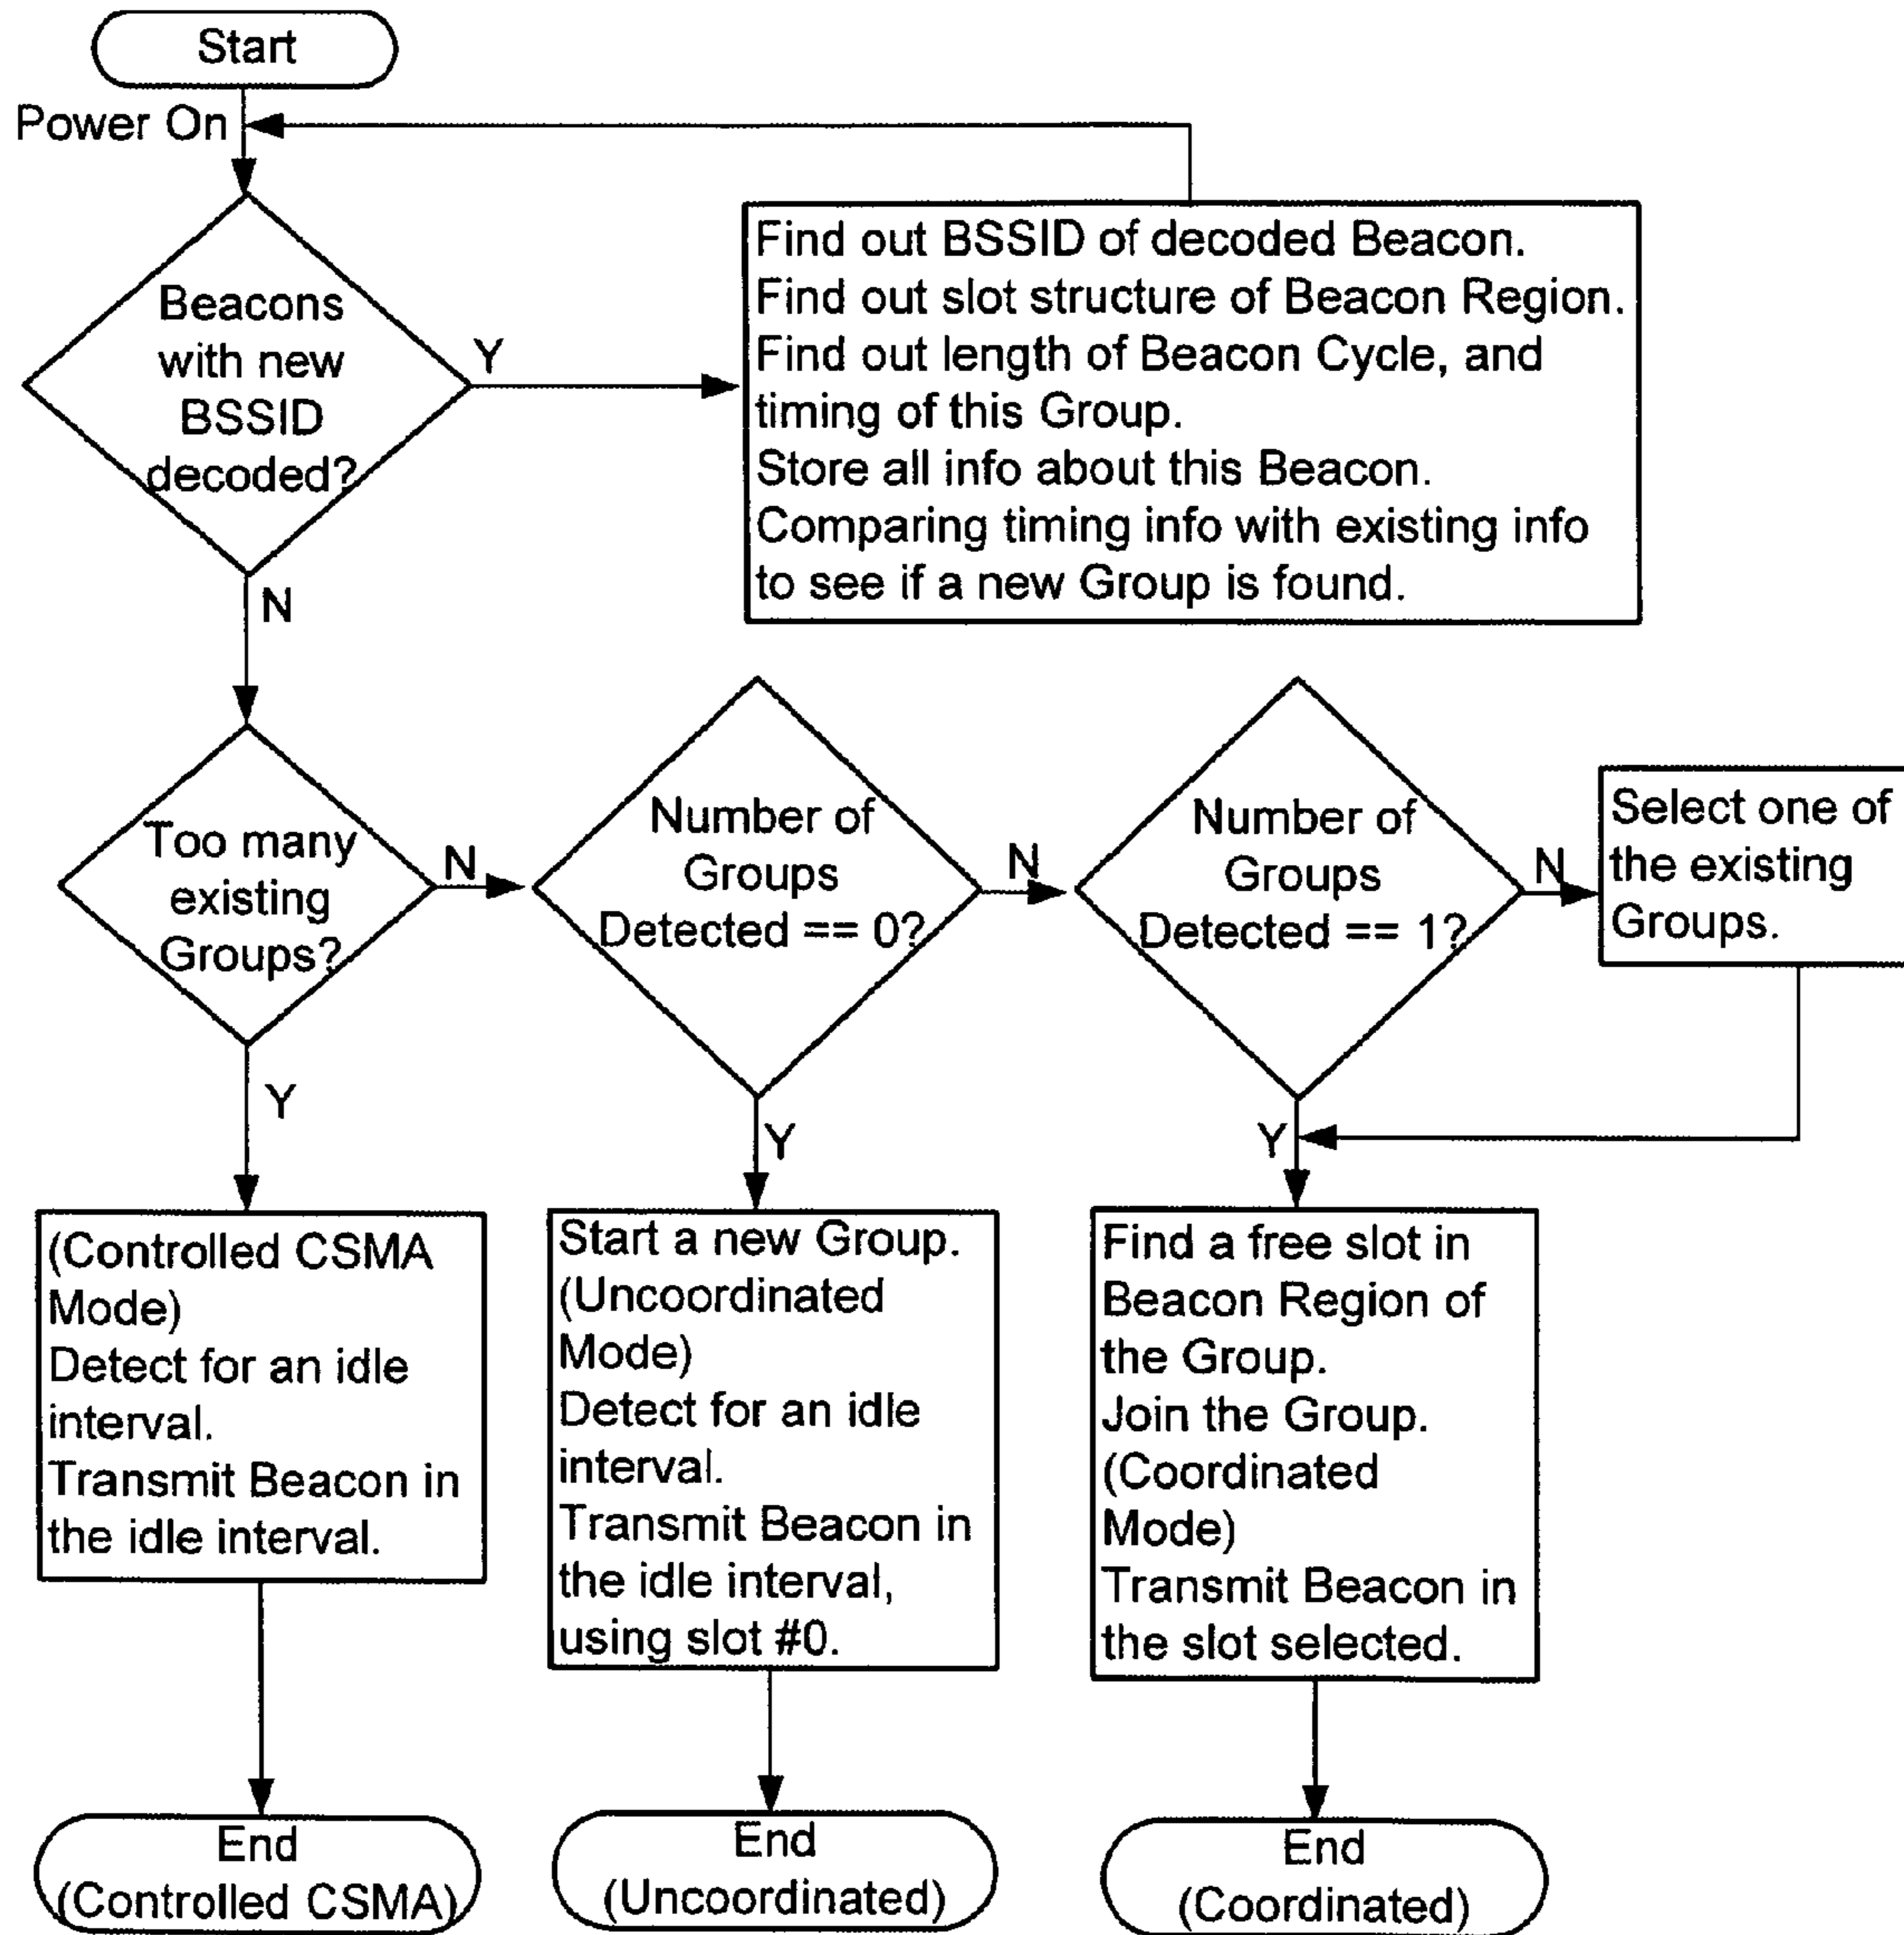 Start
Power On
Beacons
with new
BSSID
decoded?
Y
N
Find out BSSID of decoded Beacon.
Find out slot structure of Beacon Region.
Find out length of Beacon Cycle, and
timing of this Group.
Store all info about this Beacon.
Comparing timing info with existing info
to see if a new Group is found.
Too many
existing
Groups?
N
Y
Number of
Groups
Detected == 0?
N
Y
Number of
Groups
Detected == 1?
N
Y
Select one of
the existing
Groups.
(Controlled CSMA
Mode)
Detect for an idle
interval.
Transmit Beacon in
the idle interval.
Start a new Group.
(Uncoordinated
Mode)
Detect for an idle
interval.
Transmit Beacon in
the idle interval,
using slot #0.
Find a free slot in
Beacon Region of
the Group.
Join the Group.
(Coordinated
Mode)
Transmit Beacon in
the slot selected.
End
(Controlled CSMA)
End
(Uncoordinated)
End
(Coordinated)